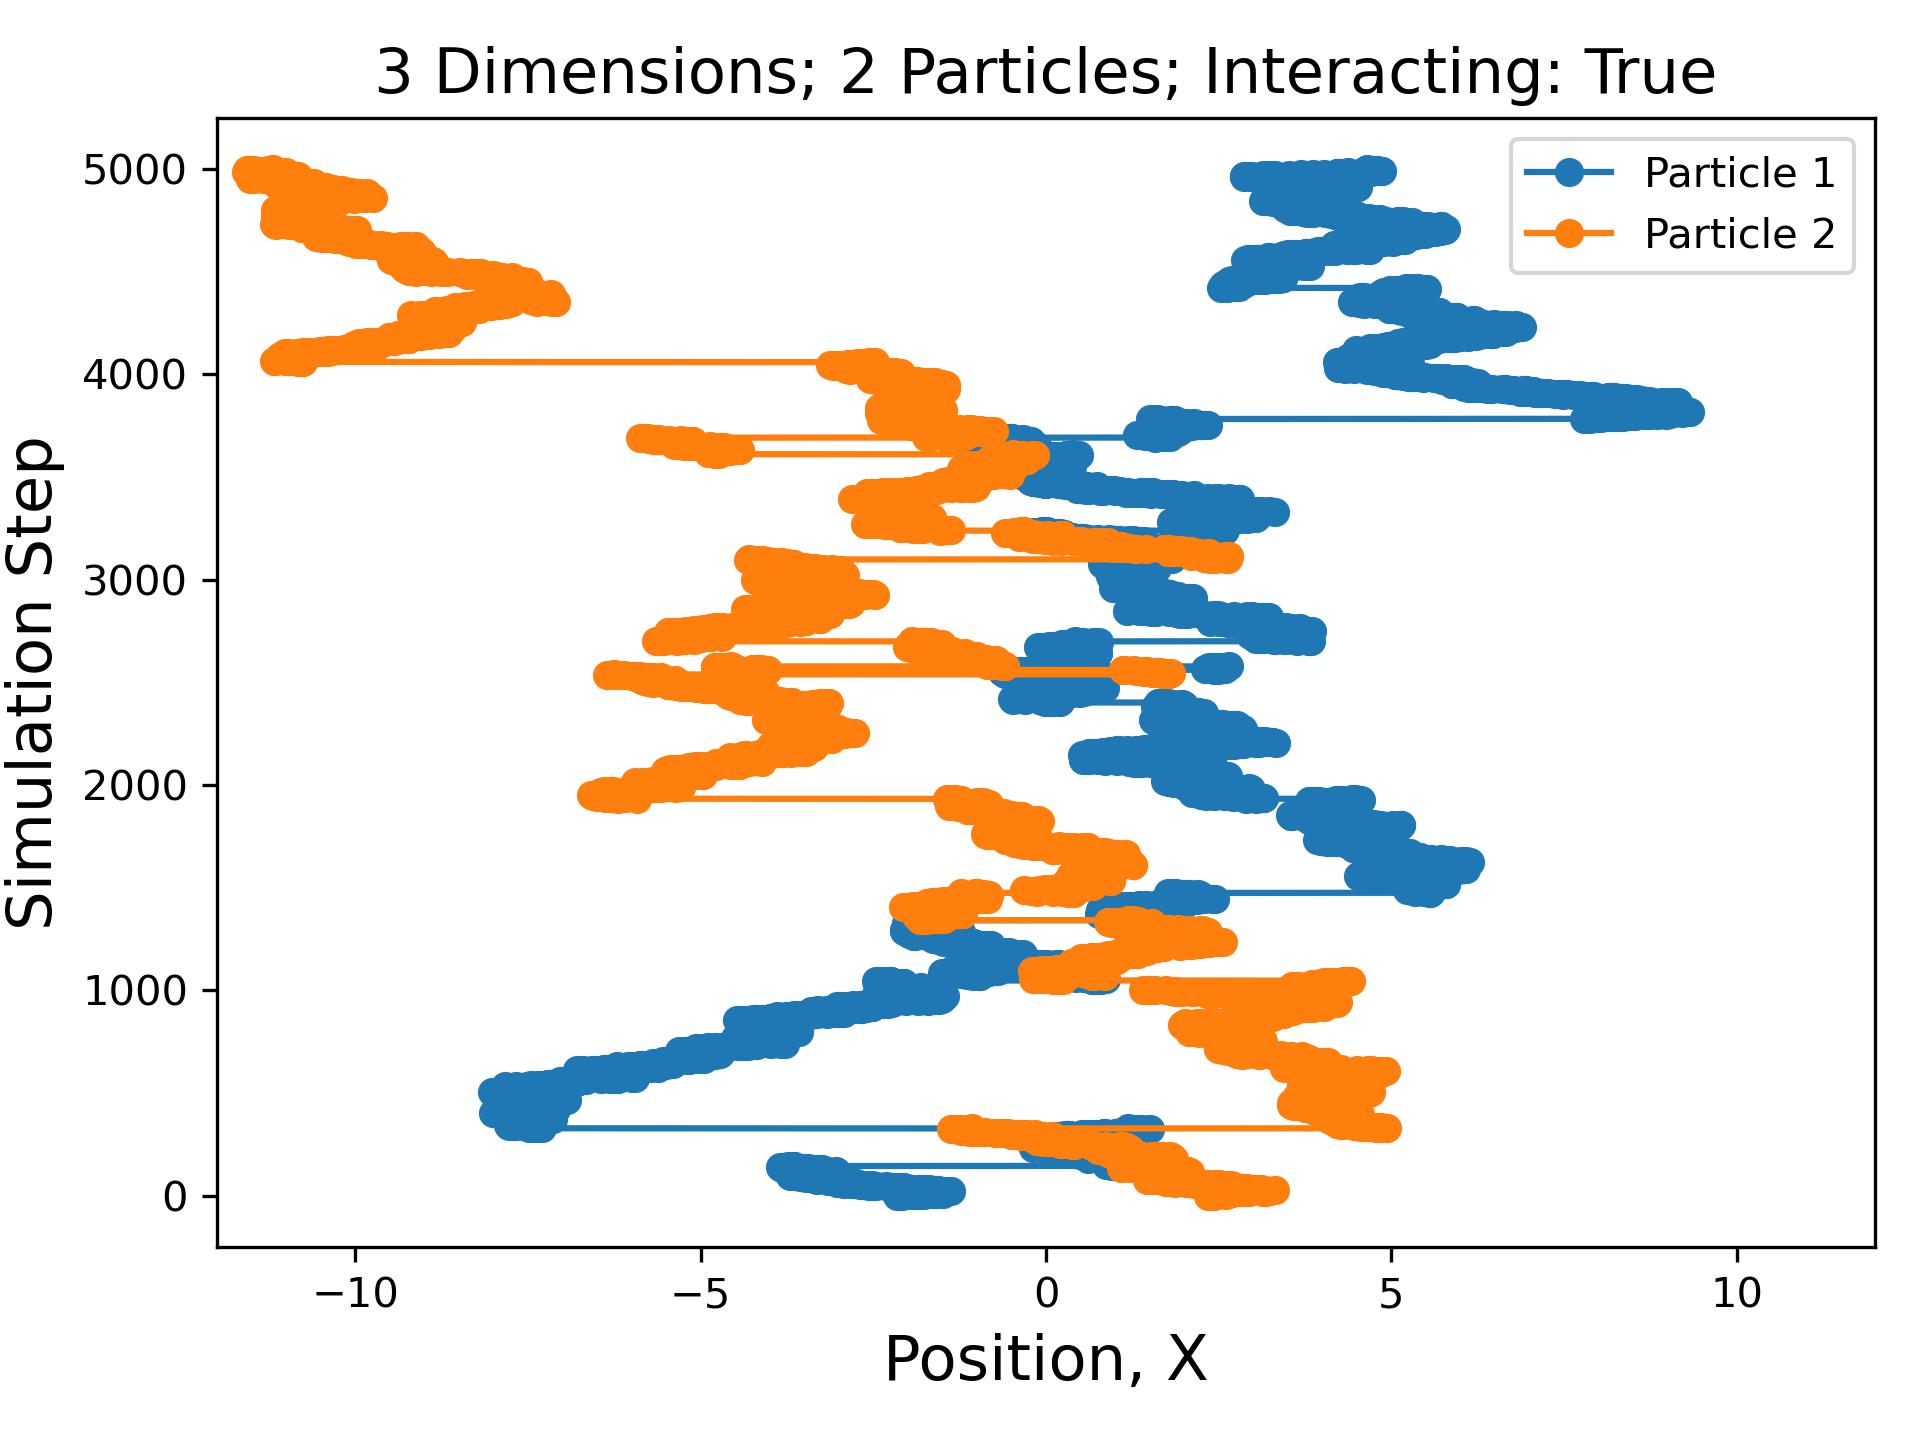 3 Dimensions; 2 Particles; Interacting: True
Particle 1
Particle 2
Simulation Step
5000
4000
3000
2000
1000
0
−10
−5
0
5
10
Position, X